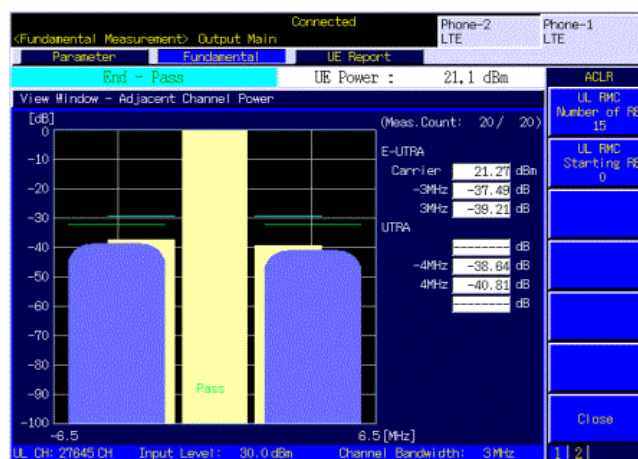 Connected
<Fundamental Measurement> Output Main
Phone-2
LTE
Phone-1
LTE
Parameter
Fundamental
UE Report
End - Pass
UE Power : 21.1 dBm
ACLR
View Window - Adjacent Channel Power
UL RMC
Number of RB
15
UL RMC
Starting RB
0
[dB]
(Meas.Count: 20/ 20)
0
-10
-20
-30
-40
-50
-60
-70
-80
-90
-100
E-UTRA
Carrier 21.27 dBm
-3MHz -37.49 dB
3MHz -39.21 dB
UTRA
------- dB
-4MHz -38.64 dB
4MHz -40.81 dB
------- dB
Pass
-6.5
6.5[MHz]
Close
UL CH: 27645 CH Input Level: 30.0 dBm Channel Bandwidth: 3 MHz
1 2